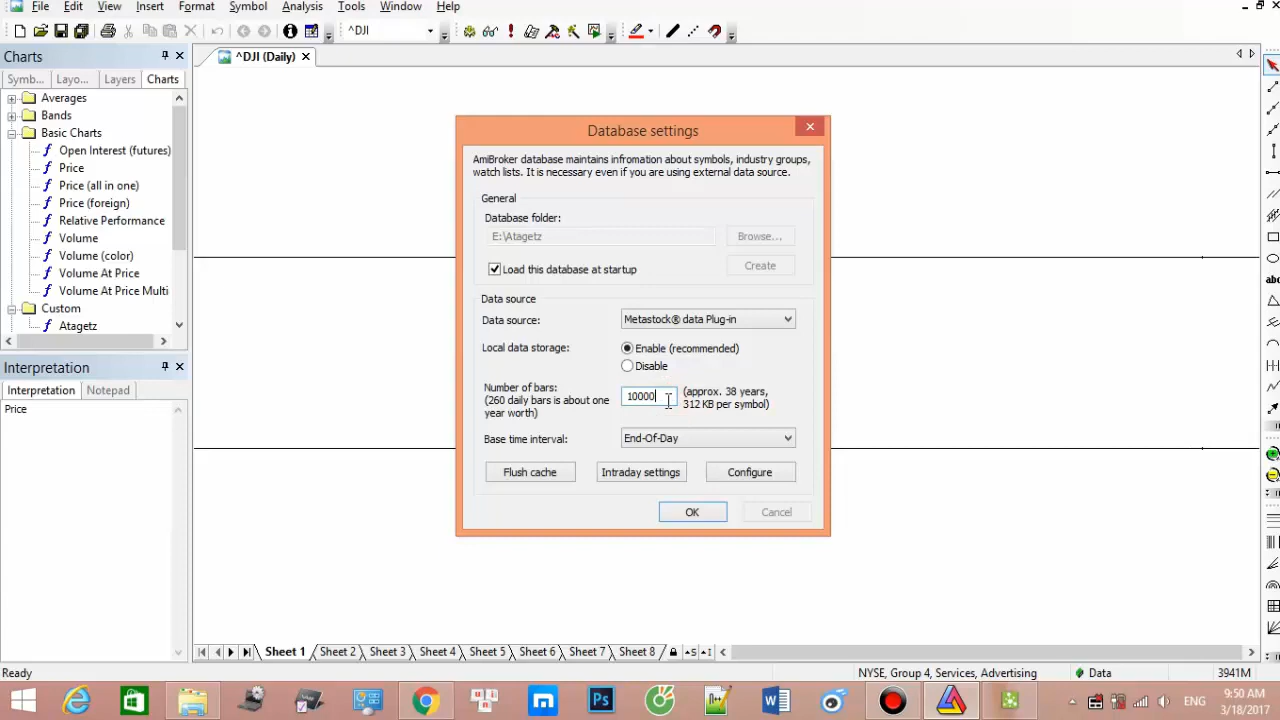 File Edit View Insert Format Symbol Analysis Tools Window Help
^DJI
Charts
^DJI (Daily)
Symb... Layo... Layers Charts
Averages
Bands
Basic Charts
Open Interest (futures)
Price
Price (all in one)
Price (foreign)
Relative Performance
Volume
Volume (color)
Volume At Price
Volume At Price Multi
Custom
Atagetz
Interpretation
Interpretation Notepad
Price
Database settings
AmiBroker database maintains infromation about symbols, industry groups,
watch lists. It is necessary even if you are using external data source.
General
Database folder:
E:\Atagetz Browse...
Load this database at startup Create
Data source
Data source: Metastock® data Plug-in
Local data storage: Enable (recommended)
Disable
Number of bars:
(260 daily bars is about one
year worth)
10000
(approx. 38 years,
312 KB per symbol)
Base time interval: End-Of-Day
Flush cache Intraday settings Configure
OK Cancel
abc
Sheet 1 Sheet 2 Sheet 3 Sheet 4 Sheet 5 Sheet 6 Sheet 7 Sheet 8
Ready NYSE, Group 4, Services, Advertising Data 3941M
Ps
ENG
9:50 AM
3/18/2017